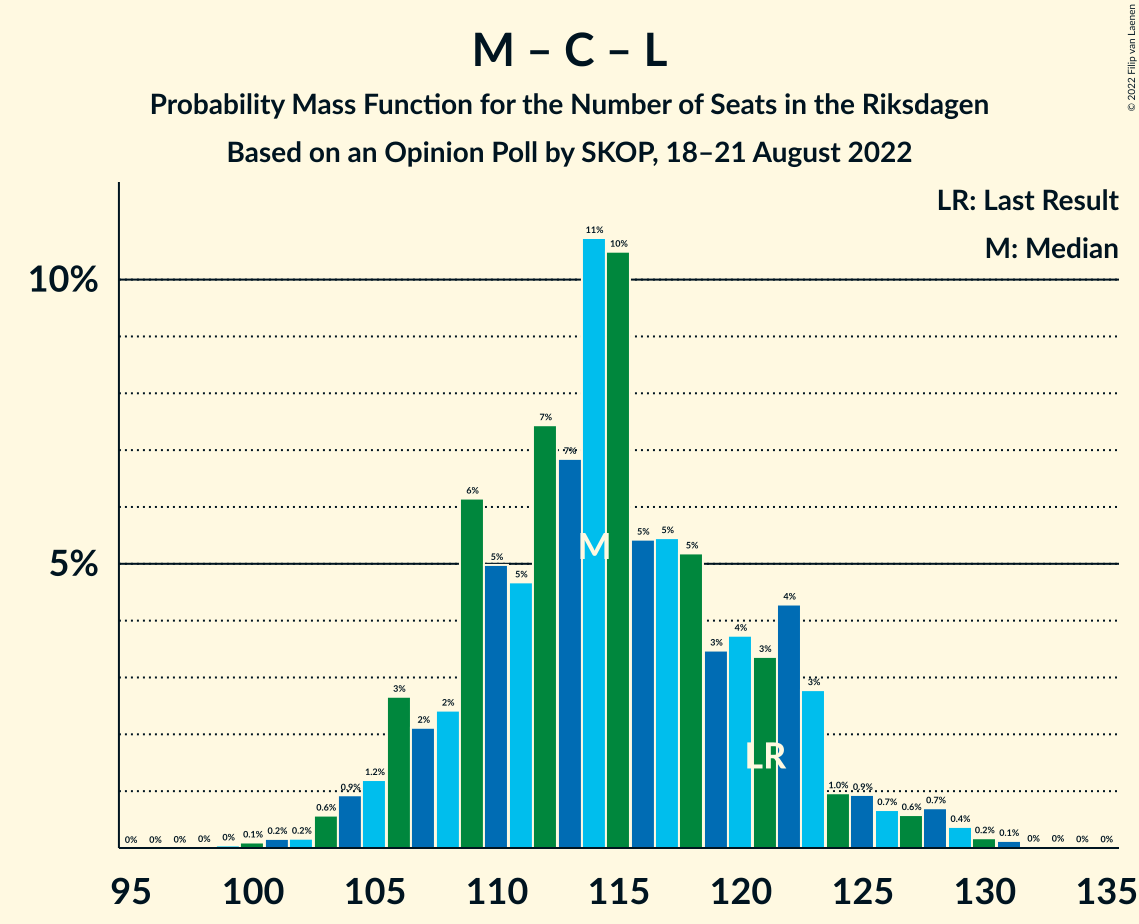 M – C – L
Probability Mass Function for the Number of Seats in the Riksdagen
Based on an Opinion Poll by SKOP, 18–21 August 2022
© 2022 Filip van Laenen
LR: Last Result
M: Median
10%
5%
0% 0% 0% 0% 0% 0.1% 0.2% 0.2% 0.6% 0.9% 1.2% 3% 2% 2% 6% 5% 5% 7% 7% 11% 10% 5% 5% 5% 3% 4% 3% 4% 3% 1.0% 0.9% 0.7% 0.6% 0.7% 0.4% 0.2% 0.1% 0% 0% 0% 0%
M
LR
95 100 105 110 115 120 125 130 135